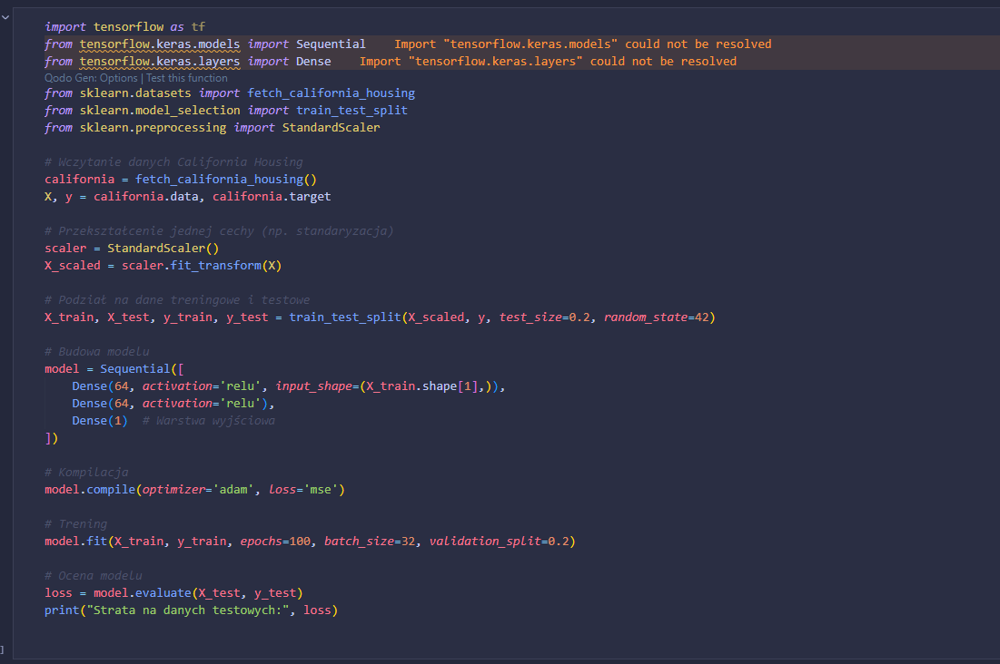 import tensorflow as tf
from tensorflow.keras.models import Sequential    Import "tensorflow.keras.models" could not be resolved
from tensorflow.keras.layers import Dense    Import "tensorflow.keras.layers" could not be resolved
Qodo Gen: Options | Test this function
from sklearn.datasets import fetch_california_housing
from sklearn.model_selection import train_test_split
from sklearn.preprocessing import StandardScaler
# Wczytanie danych California Housing
california = fetch_california_housing()
X, y = california.data, california.target
# Przekształcenie jednej cechy (np. standaryzacja)
scaler = StandardScaler()
X_scaled = scaler.fit_transform(X)
# Podział na dane treningowe i testowe
X_train, X_test, y_train, y_test = train_test_split(X_scaled, y, test_size=0.2, random_state=42)
# Budowa modelu
model = Sequential([
    Dense(64, activation='relu', input_shape=(X_train.shape[1],)),
    Dense(64, activation='relu'),
    Dense(1)  # Warstwa wyjściowa
])
# Kompilacja
model.compile(optimizer='adam', loss='mse')
# Trening
model.fit(X_train, y_train, epochs=100, batch_size=32, validation_split=0.2)
# Ocena modelu
loss = model.evaluate(X_test, y_test)
print("Strata na danych testowych:", loss)
]